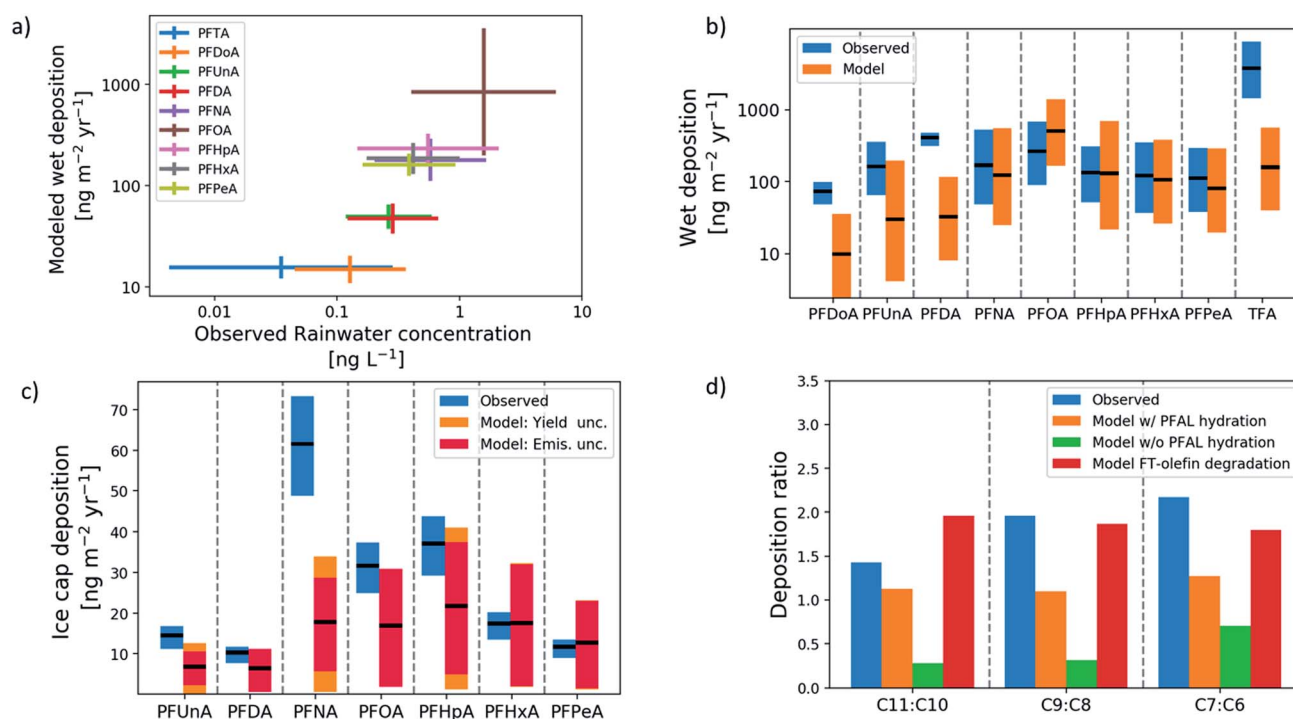 a)
PFTA
PFDoA
PFUnA
PFDA
PFNA
PFOA
PFHpA
PFHxA
PFPeA
Modeled wet deposition
[ng m⁻² yr⁻¹]
1000
100
10
0.01
0.1
1
10
Observed Rainwater concentration
[ng L⁻¹]
b)
Observed
Model
Wet deposition
[ng m⁻² yr⁻¹]
1000
100
10
PFDoA PFUnA PFDA PFNA PFOA PFHpA PFHxA PFPeA TFA
c)
Observed
Model: Yield unc.
Model: Emis. unc.
Ice cap deposition
[ng m⁻² yr⁻¹]
70
60
50
40
30
20
10
PFUnA PFDA PFNA PFOA PFHpA PFHxA PFPeA
d)
Observed
Model w/ PFAL hydration
Model w/o PFAL hydration
Model FT-olefin degradation
Deposition ratio
3.5
3.0
2.5
2.0
1.5
1.0
0.5
0.0
C11:C10 C9:C8 C7:C6